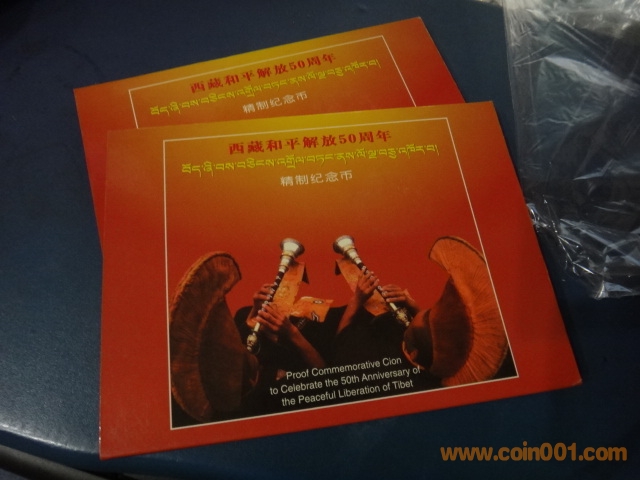 西藏和平解放50周年
精制纪念币
西藏和平解放50周年
精制纪念币
Proof Commemorative Cion
to Celebrate the 50th Anniversary of
the Peaceful Liberation of Tibet
www.coin001.com